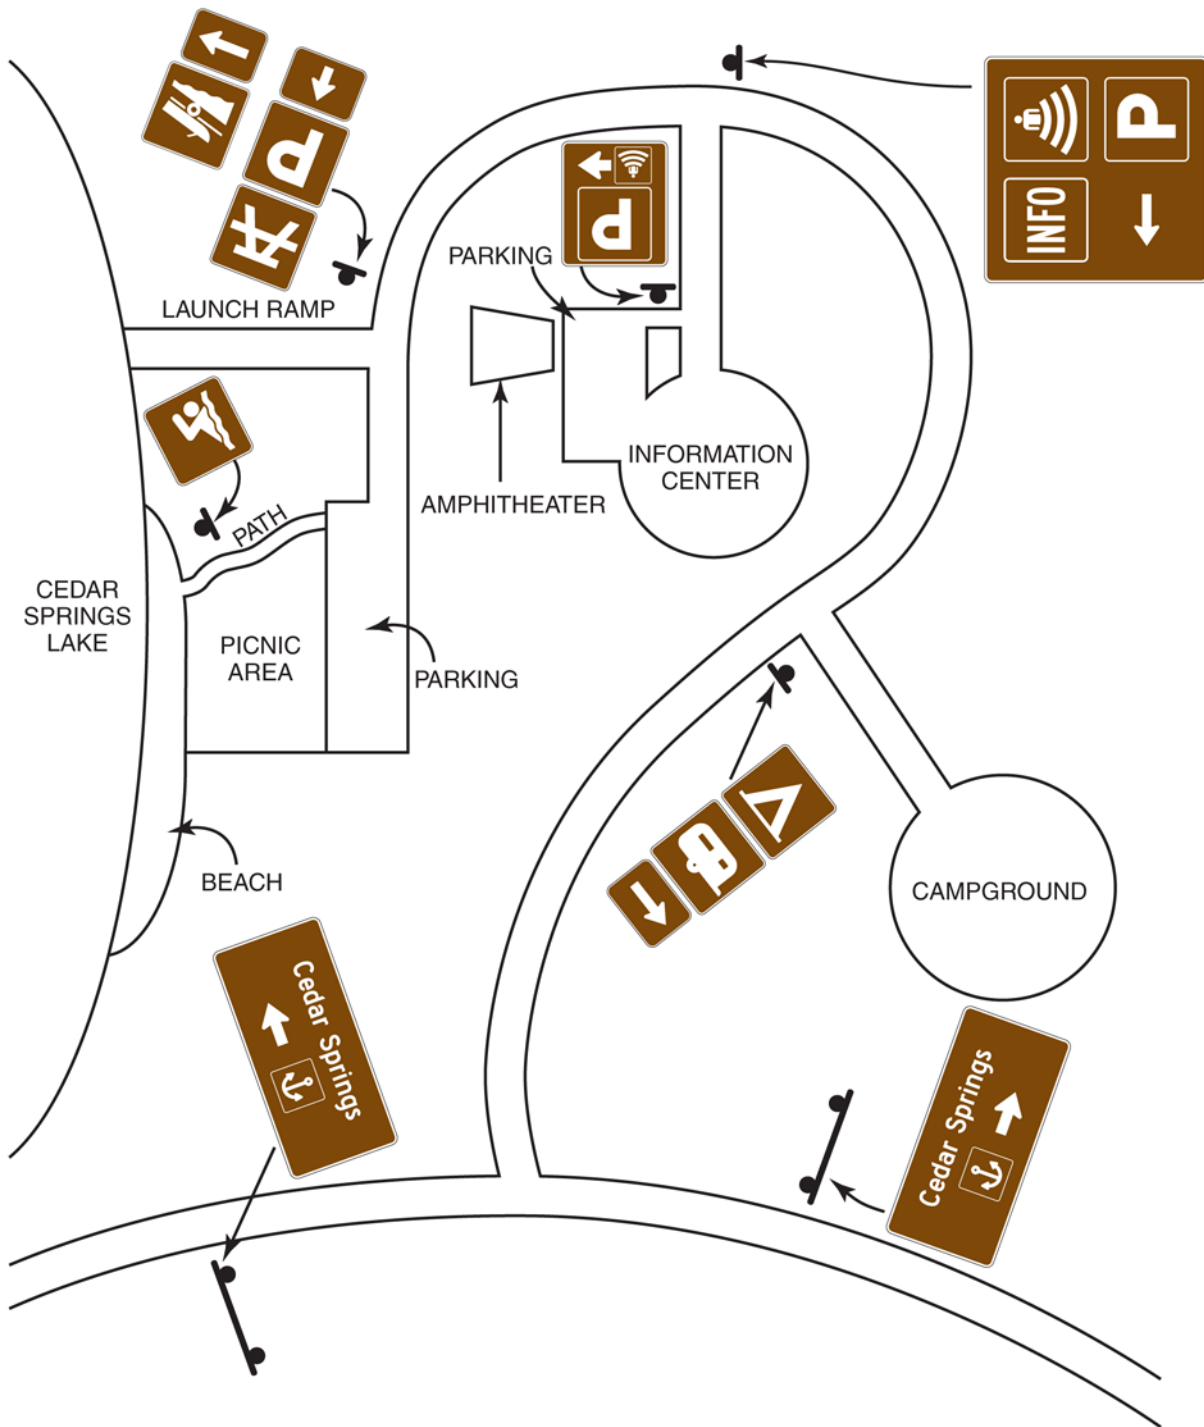 P
P
INFO
P
PARKING
LAUNCH RAMP
INFORMATION
CENTER
AMPHITHEATER
PATH
CEDAR
SPRINGS
LAKE
PICNIC
AREA
PARKING
BEACH
CAMPGROUND
Cedar Springs
Cedar Springs